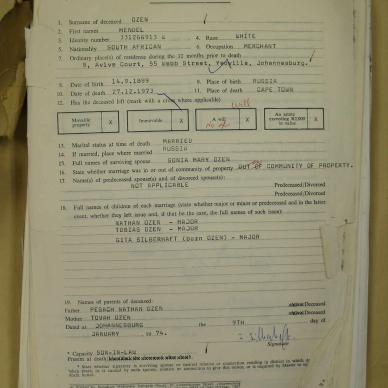 1. Surname of deceased OZEN
2. First names MENDEL
3. Identity number 331266913 W 4. Race WHITE
5. Nationality SOUTH AFRICAN 6. Occupation MERCHANT
7. Ordinary place(s) of residence during the 12 months prior to death
8, Avive Court, 55 Webb Street, Yeoville, Johannesburg.
8. Date of birth 14.9.1899 9. Place of birth RUSSIA
10. Date of death 27.12.1973 11. Place of death CAPE TOWN
12. Has the deceased left (mark with a cross where applicable)
Movable property X Immovable X A will X An estate exceeding in value X
13. Marital status at time of death MARRIED
14. If married, place where married RUSSIA
15. Full names of surviving spouse SONIA MARY OZEN
16. State whether marriage was in or out of community of property OUT OF COMMUNITY OF PROPERTY.
17. Name(s) of predeceased spouse(s) and of divorced spouse(s):
NOT APPLICABLE Predeceased/Divorced
Predeceased/Divorced
18. Full names of children of each marriage (state whether major or minor or predeceased and in the latter
event, whether they left issue and, if that be the case, the full names of such issue)
NATHAN OZEN - MAJOR
TOBIAS OZEN - MAJOR
GITA SILBERHAFT (born OZEN) - MAJOR
19. Names of parents of deceased:
Father PESACH NATHAN OZEN Deceased
Mother TOVAH OZEN Deceased
Dated at JOHANNESBURG the 9TH day of
JANUARY 74.
Signature
* Capacity SON-IN-LAW
Present at death